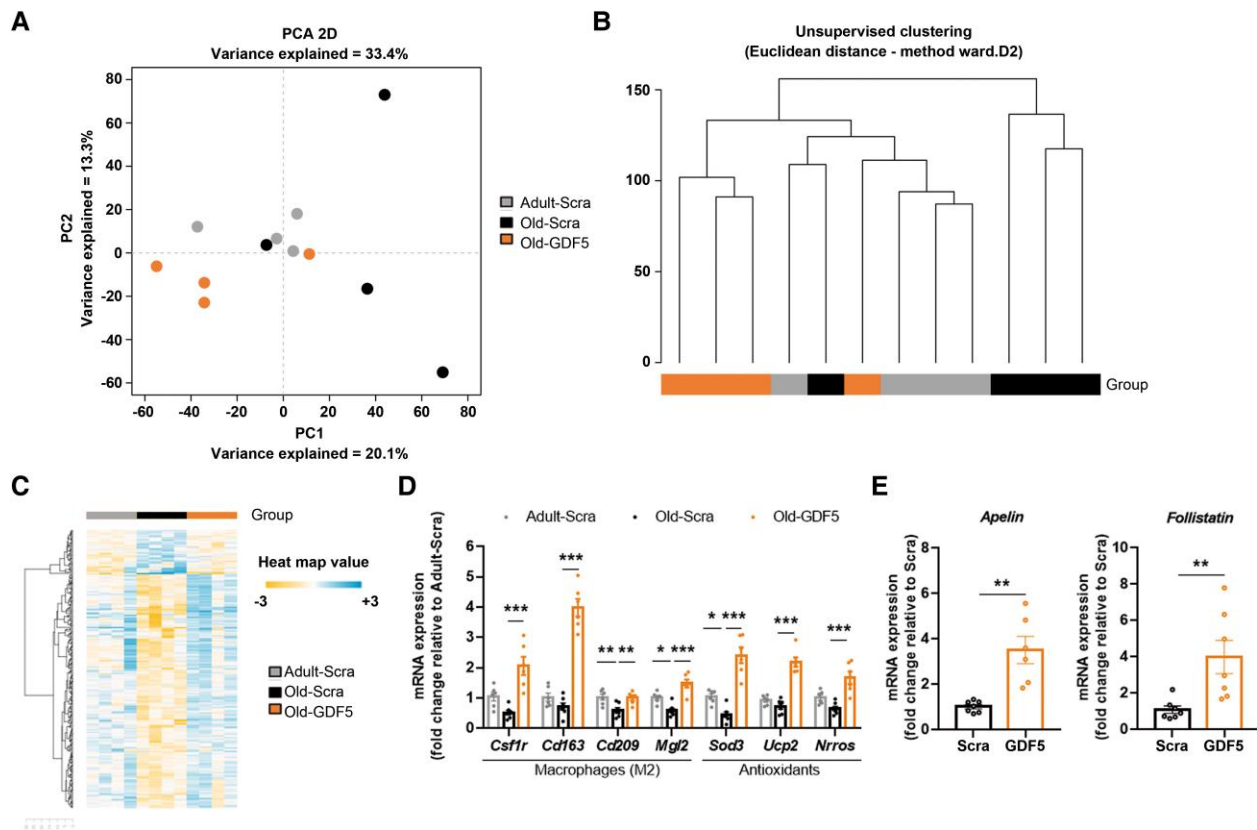 A
PCA 2D
Variance explained = 33.4%
PC2
Variance explained = 13.3%
80
60
40
20
0
-20
-40
-60
-60
-40
-20
0
20
40
60
80
PC1
Variance explained = 20.1%
Adult-Scra
Old-Scra
Old-GDF5
B
Unsupervised clustering
(Euclidean distance - method ward.D2)
150
100
50
0
Group
C
Group
Heat map value
-3
+3
Adult-Scra
Old-Scra
Old-GDF5
D
Adult-Scra
Old-Scra
Old-GDF5
mRNA expression
(fold change relative to Adult-Scra)
6
5
4
3
2
1
0
***
***
** **
* ***
* ***
***
***
Csf1r Cd163 Cd209 Mgl2 Sod3 Ucp2 Nrros
Macrophages (M2) Antioxidants
E
Apelin
mRNA expression
(fold change relative to Scra)
8
6
4
2
0
**
Scra GDF5
Follistatin
mRNA expression
(fold change relative to Scra)
10
8
6
4
2
0
**
Scra GDF5